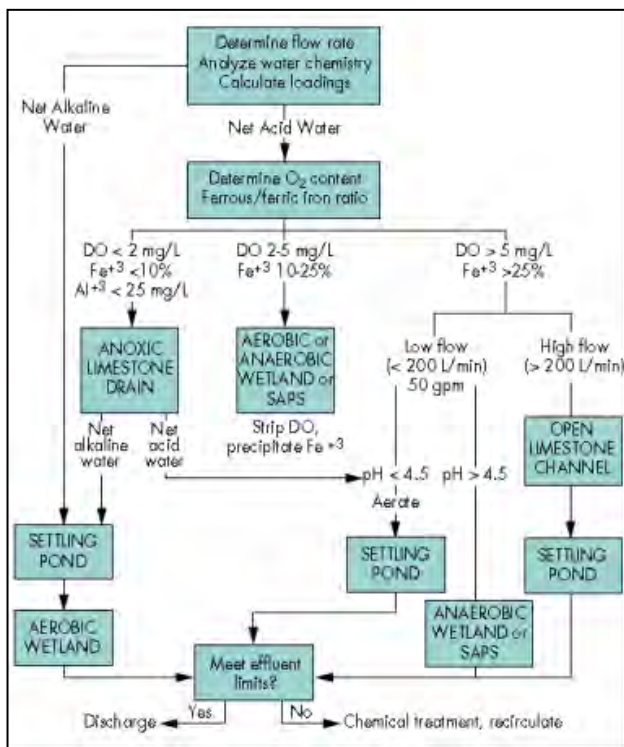 Determine flow rate
Analyze water chemistry
Calculate loadings
Net Alkaline
Water
Net Acid Water
Determine O2 content
Ferrous/ferric iron ratio
DO < 2 mg/L
Fe+3 <10%
Al+3 < 25 mg/L
DO 2-5 mg/L
Fe+3 10-25%
DO > 5 mg/L
Fe+3 >25%
ANOXIC
LIMESTONE
DRAIN
AEROBIC or
ANAEROBIC
WETLAND or
SAPS
Strip DO,
precipitate Fe+3
Low flow
(< 200 L/min)
50 gpm
High flow
(> 200 L/min)
OPEN
LIMESTONE
CHANNEL
Net
alkaline
water
Net
acid
water
pH < 4.5
pH > 4.5
Aerate
SETTLING
POND
SETTLING
POND
SETTLING
POND
AEROBIC
WETLAND
ANAEROBIC
WETLAND or
SAPS
Meet effluent
limits?
Discharge
Yes
No
Chemical treatment, recirculate